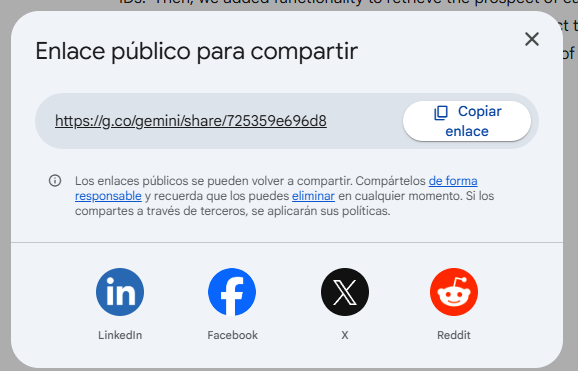 IDs. Then, we added functionality to retrieve the prospect of
Enlace público para compartir
https://g.co/gemini/share/725359e696d8
Copiar
enlace
Los enlaces públicos se pueden volver a compartir. Compártelos de forma
responsable y recuerda que los puedes eliminar en cualquier momento. Si los
compartes a través de terceros, se aplicarán sus políticas.
in
LinkedIn
Facebook
X
Reddit